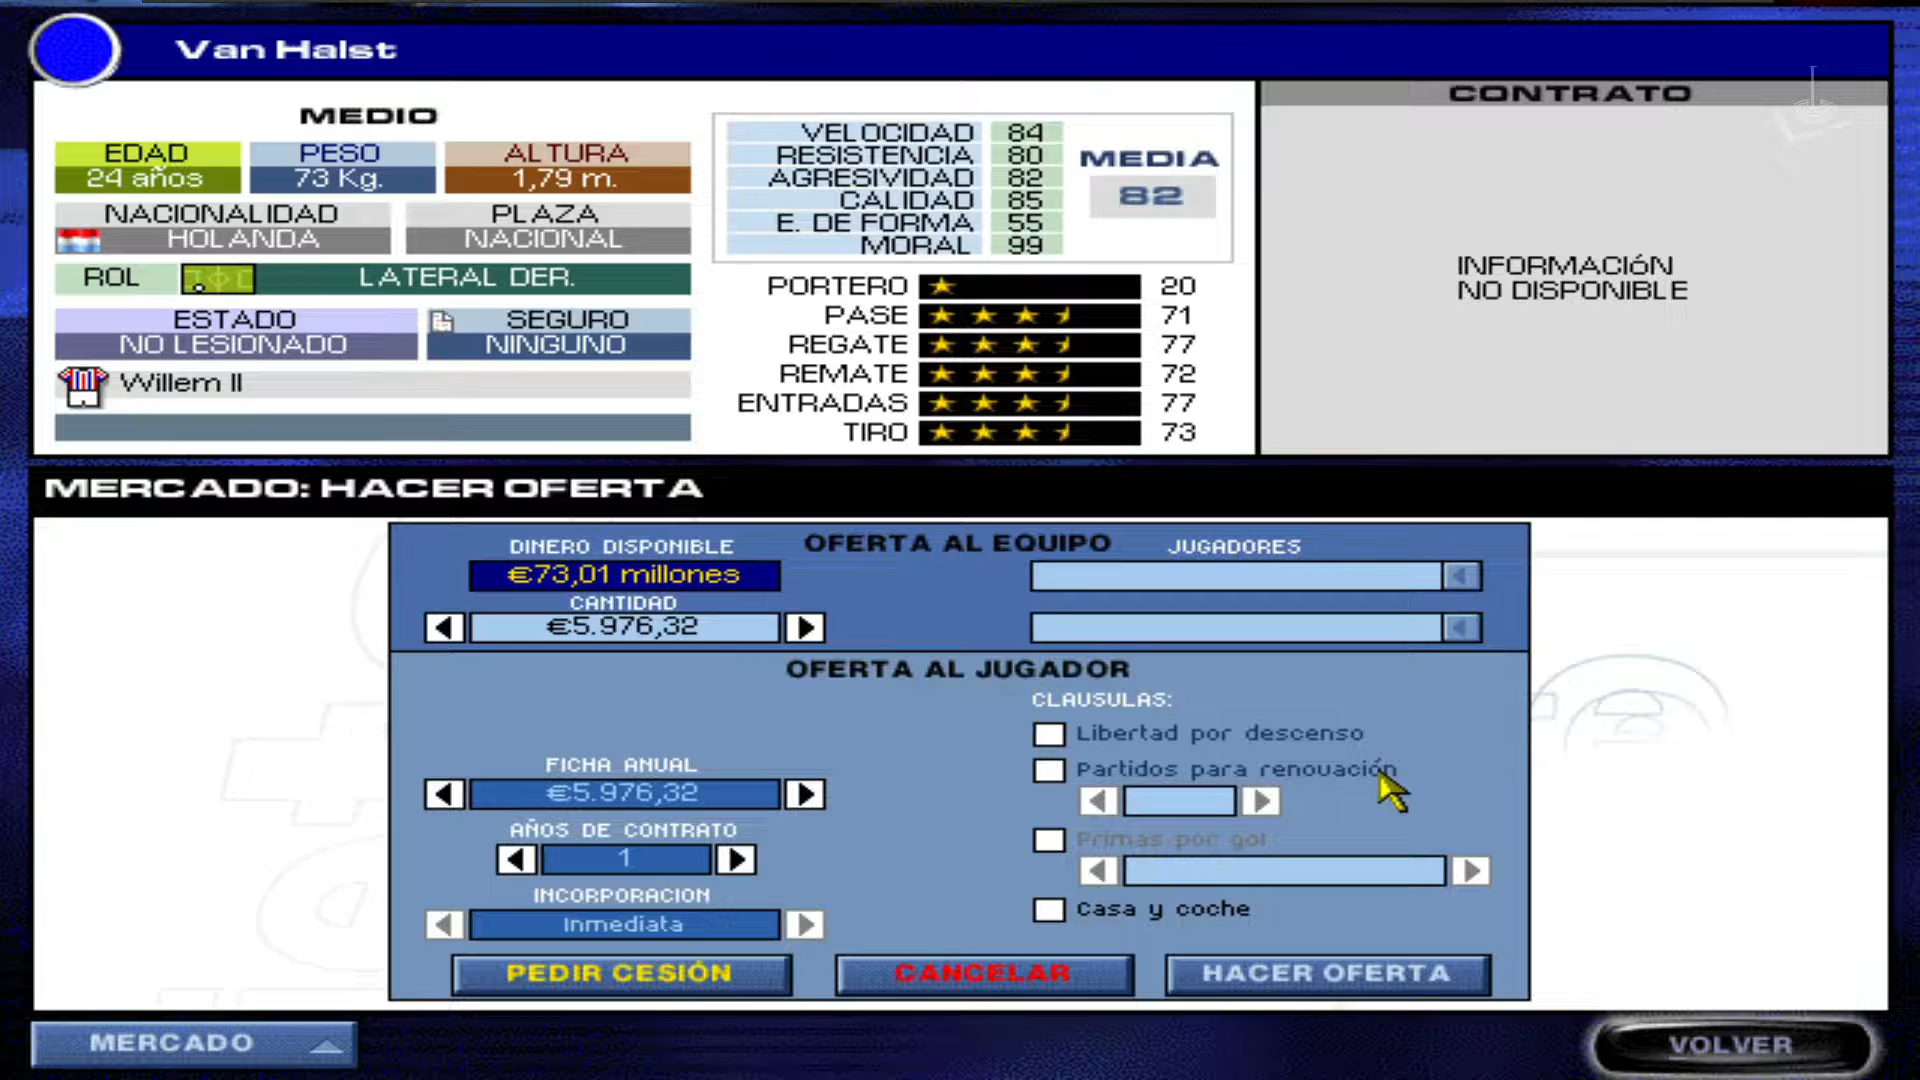 Van Halst
MEDIO
EDAD
24 años
PESO
73 Kg.
ALTURA
1,79 m.
NACIONALIDAD
HOLANDA
PLAZA
NACIONAL
ROL
LATERAL DER.
ESTADO
NO LESIONADO
SEGURO
NINGUNO
Willem II
VELOCIDAD 84
RESISTENCIA 80
AGRESIVIDAD 82
CALIDAD 85
E. DE FORMA 55
MORAL 99
MEDIA
82
PORTERO 20
PASE 71
REGATE 77
REMATE 72
ENTRADAS 77
TIRO 73
CONTRATO
INFORMACIóN
NO DISPONIBLE
MERCADO: HACER OFERTA
OFERTA AL EQUIPO
DINERO DISPONIBLE
€73,01 millones
CANTIDAD
€5.976,32
JUGADORES
OFERTA AL JUGADOR
FICHA ANUAL
€5.976,32
AÑOS DE CONTRATO
1
INCORPORACION
Inmediata
CLAUSULAS:
Libertad por descenso
Partidos para renovación
Primas por gol
Casa y coche
PEDIR CESIÓN
CANCELAR
HACER OFERTA
MERCADO
VOLVER